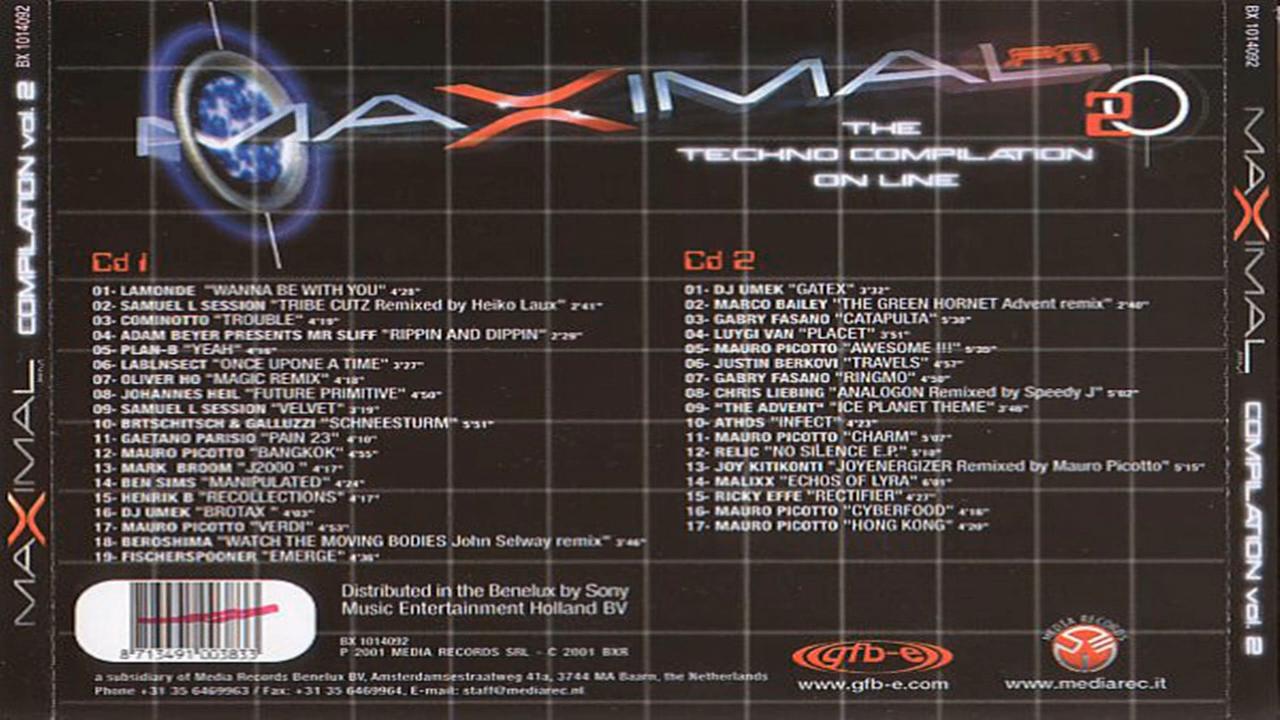 BX 1014092
COMPILATION vol. 2
MAXIMAL
MAXIMAL.FM
2
THE
TECHNO COMPILATION
ON LINE
Cd 1
01- LAMONDE "WANNA BE WITH YOU" 4'28"
02- SAMUEL L SESSION "TRIBE CUTZ Remixed by Heiko Laux" 2'41"
03- COMINOTTO "TROUBLE" 4'19"
04- ADAM BEYER PRESENTS MR SLIFF "RIPPIN AND DIPPIN" 2'29"
05- PLAN-B "YEAH"
06- LABLNSECT "ONCE UPONE A TIME" 3'27"
07- OLIVER HO "MAGIC REMIX" 4'18"
08- JOHANNES HEIL "FUTURE PRIMITIVE" 4'50"
09- SAMUEL L SESSION "VELVET" 3'19"
10- BRTSCHITSCH & GALLUZZI "SCHNEESTURM" 5'51"
11- GAETANO PARISIO "PAIN 23" 4'10"
12- MAURO PICOTTO "BANGKOK" 4'55"
13- MARK BROOM "J2000 " 4'17"
14- BEN SIMS "MANIPULATED" 4'24"
15- HENRIK B "RECOLLECTIONS" 4'17"
16- DJ UMEK "BROTAX " 4'03"
17- MAURO PICOTTO "VERDI" 4'53"
18- BEROSHIMA "WATCH THE MOVING BODIES John Selway remix" 3'46"
19- FISCHERSPOONER "EMERGE" 4'36"
Cd 2
01- DJ UMEK "GATEX" 3'32"
02- MARCO BAILEY "THE GREEN HORNET Advent remix" 2'40"
03- GABRY FASANO "CATAPULTA" 5'30"
04- LUYGI VAN "PLACET" 3'51"
05- MAURO PICOTTO "AWESOME !!!" 5'35"
06- JUSTIN BERKOVI "TRAVELS" 4'57"
07- GABRY FASANO "RINGMO" 4'50"
08- CHRIS LIEBING "ANALOGON Remixed by Speedy J" 5'02"
09- "THE ADVENT" "ICE PLANET THEME" 3'46"
10- ATHOS "INFECT" 4'23"
11- MAURO PICOTTO "CHARM" 5'07"
12- RELIC "NO SILENCE E.P." 5'10"
13- JOY KITIKONTI "JOYENERGIZER Remixed by Mauro Picotto" 5'15"
14- MALIXX "ECHOS OF LYRA" 6'01"
15- RICKY EFFE "RECTIFIER" 4'27"
16- MAURO PICOTTO "CYBERFOOD" 4'16"
17- MAURO PICOTTO "HONG KONG" 4'20"
8 713491 003833
Distributed in the Benelux by Sony
Music Entertainment Holland BV
BX 1014092
P 2001 MEDIA RECORDS SRL - C 2001 BXR
a subsidiary of Media Records Benelux BV, Amsterdamsestraatweg 41a, 3744 MA Baarn, the Netherlands
Phone +31 35 6469963 / Fax: +31 35 6469964, E-mail: staff@mediarec.nl
gfb-e
www.gfb-e.com
MEDIA RECORDS
www.mediarec.it
BX 1014092
MAXIMAL
COMPILATION vol. 2